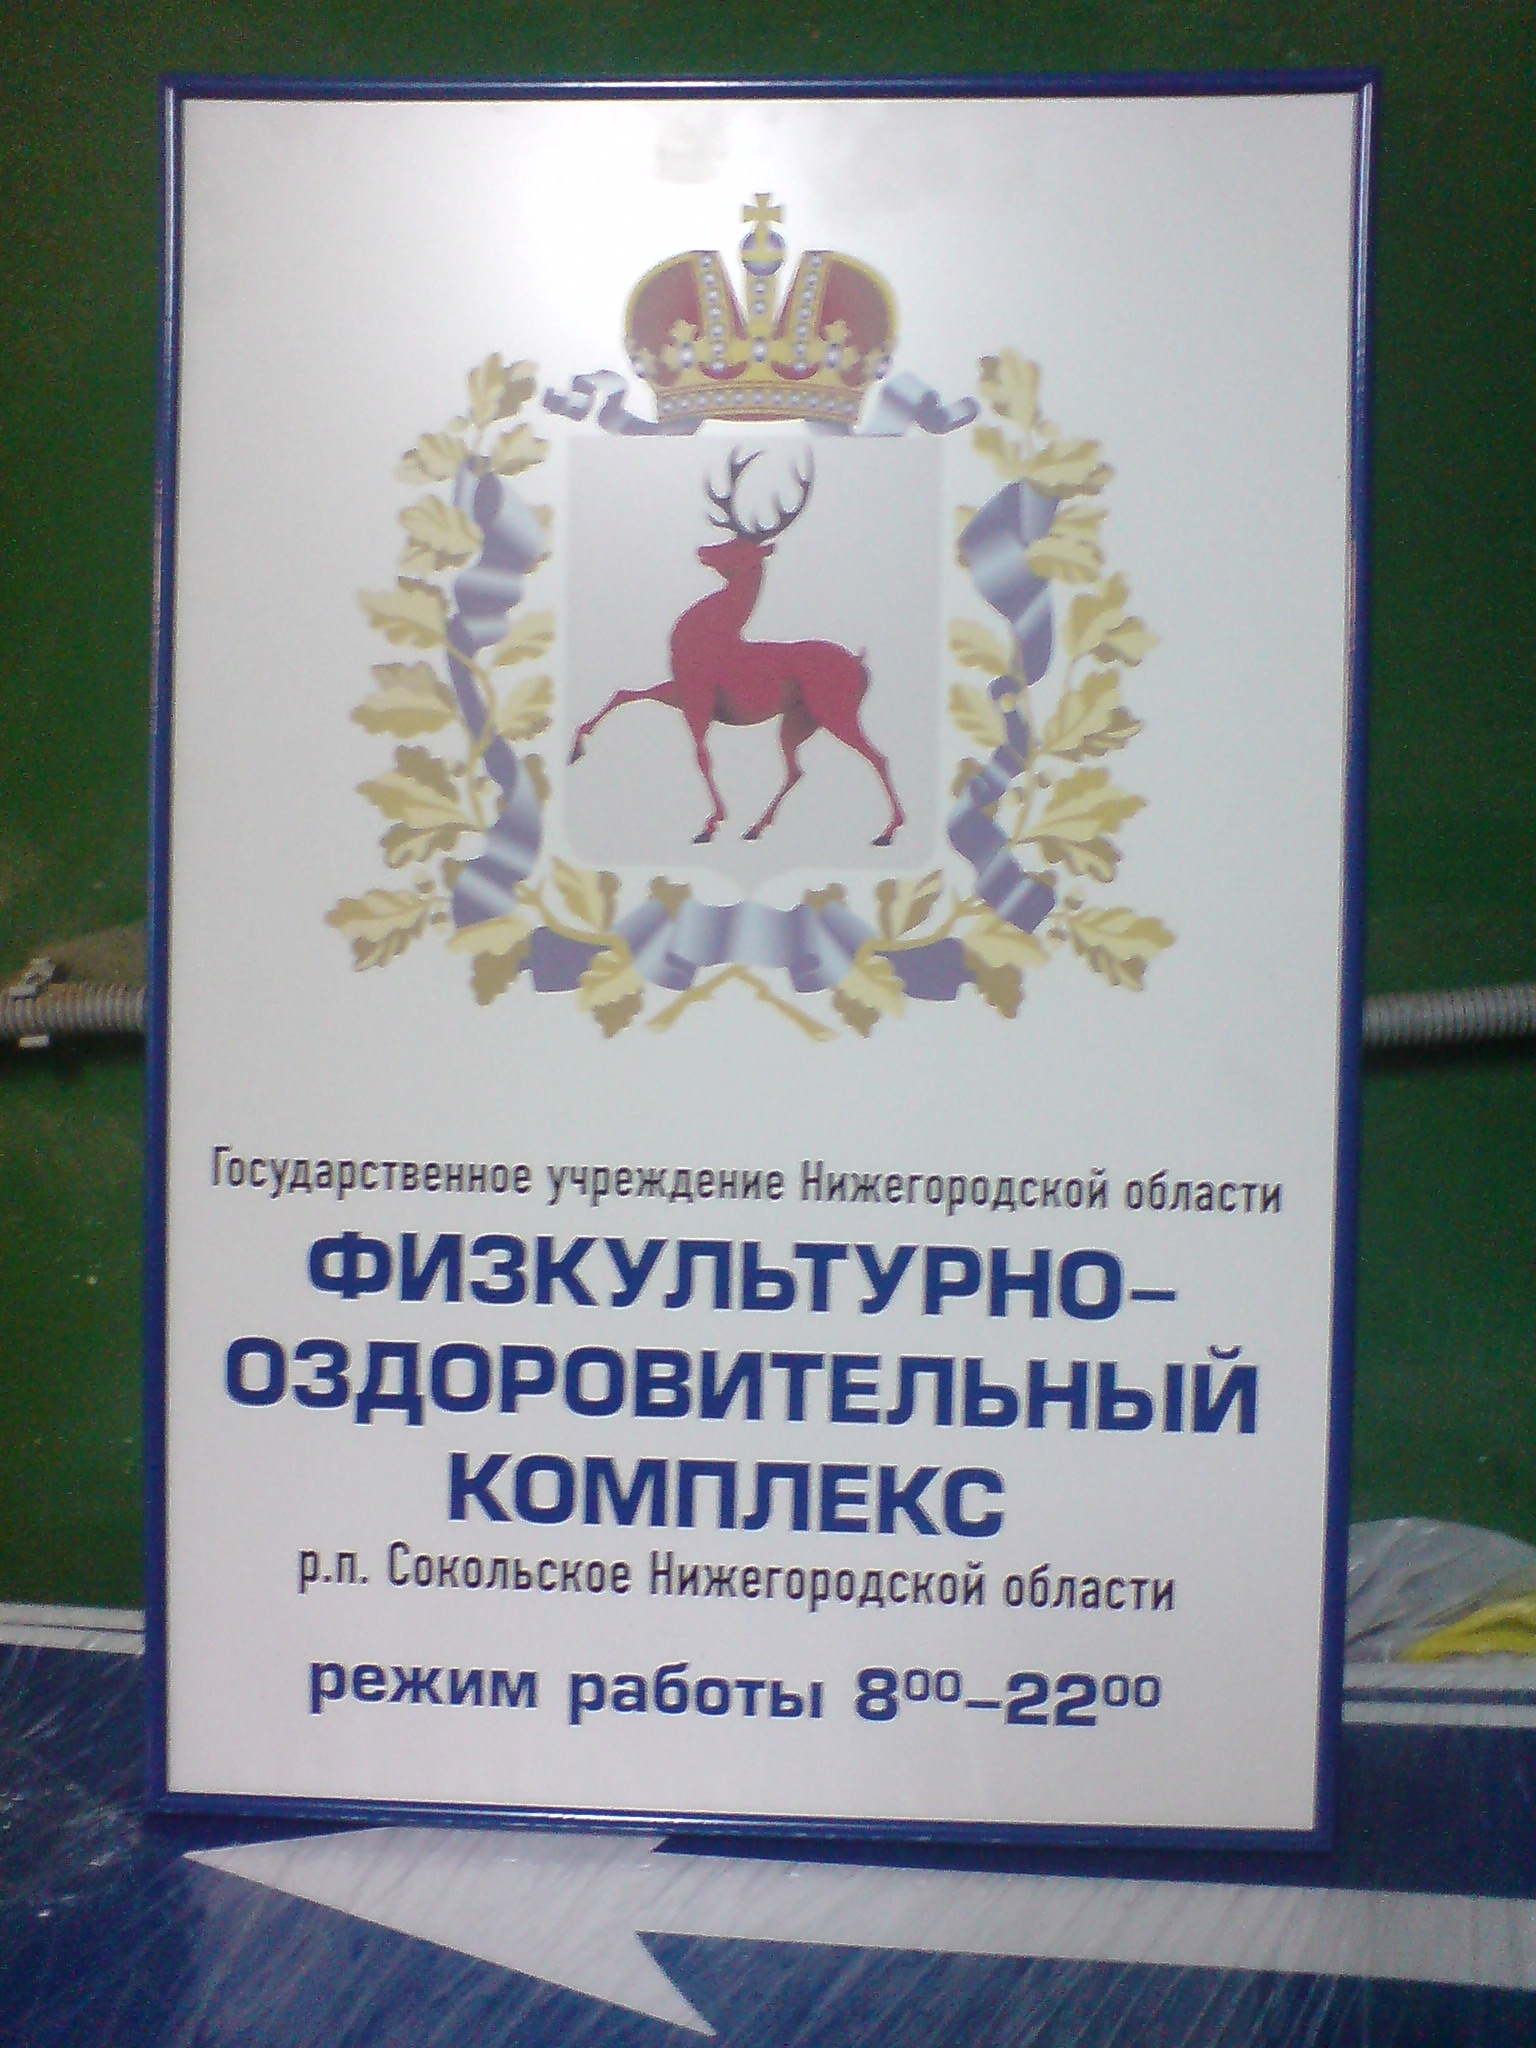 Государственное учреждение Нижегородской области
ФИЗКУЛЬТУРНО-
ОЗДОРОВИТЕЛЬНЫЙ
КОМПЛЕКС
р.п. Сокольское Нижегородской области
режим работы 8⁰⁰-22⁰⁰